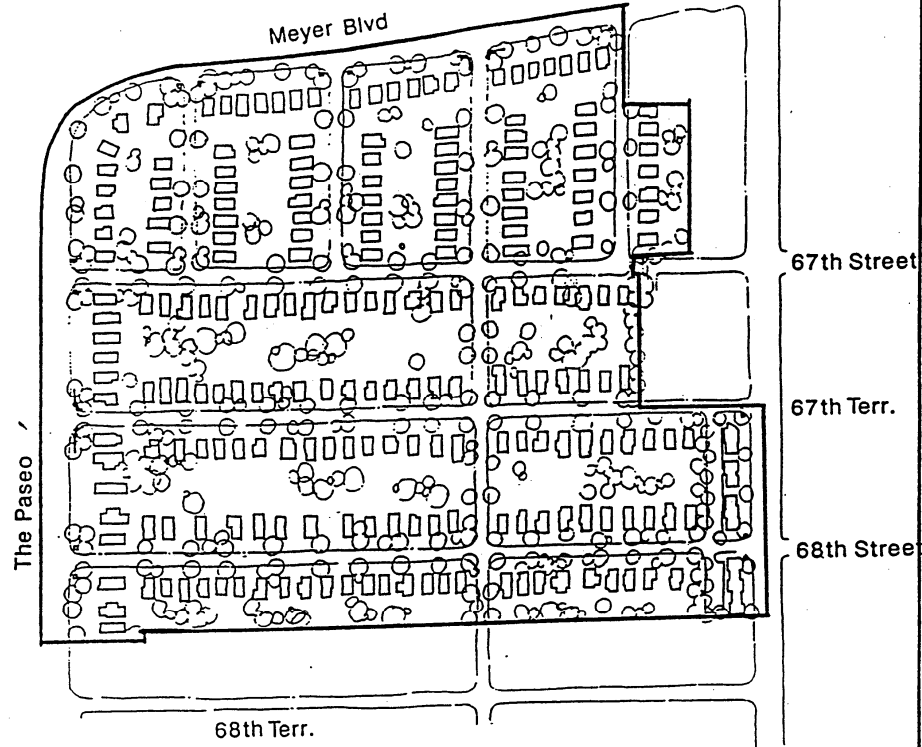 Meyer Blvd
67th Street
67th Terr.
The Paseo
68th Street
68th Terr.